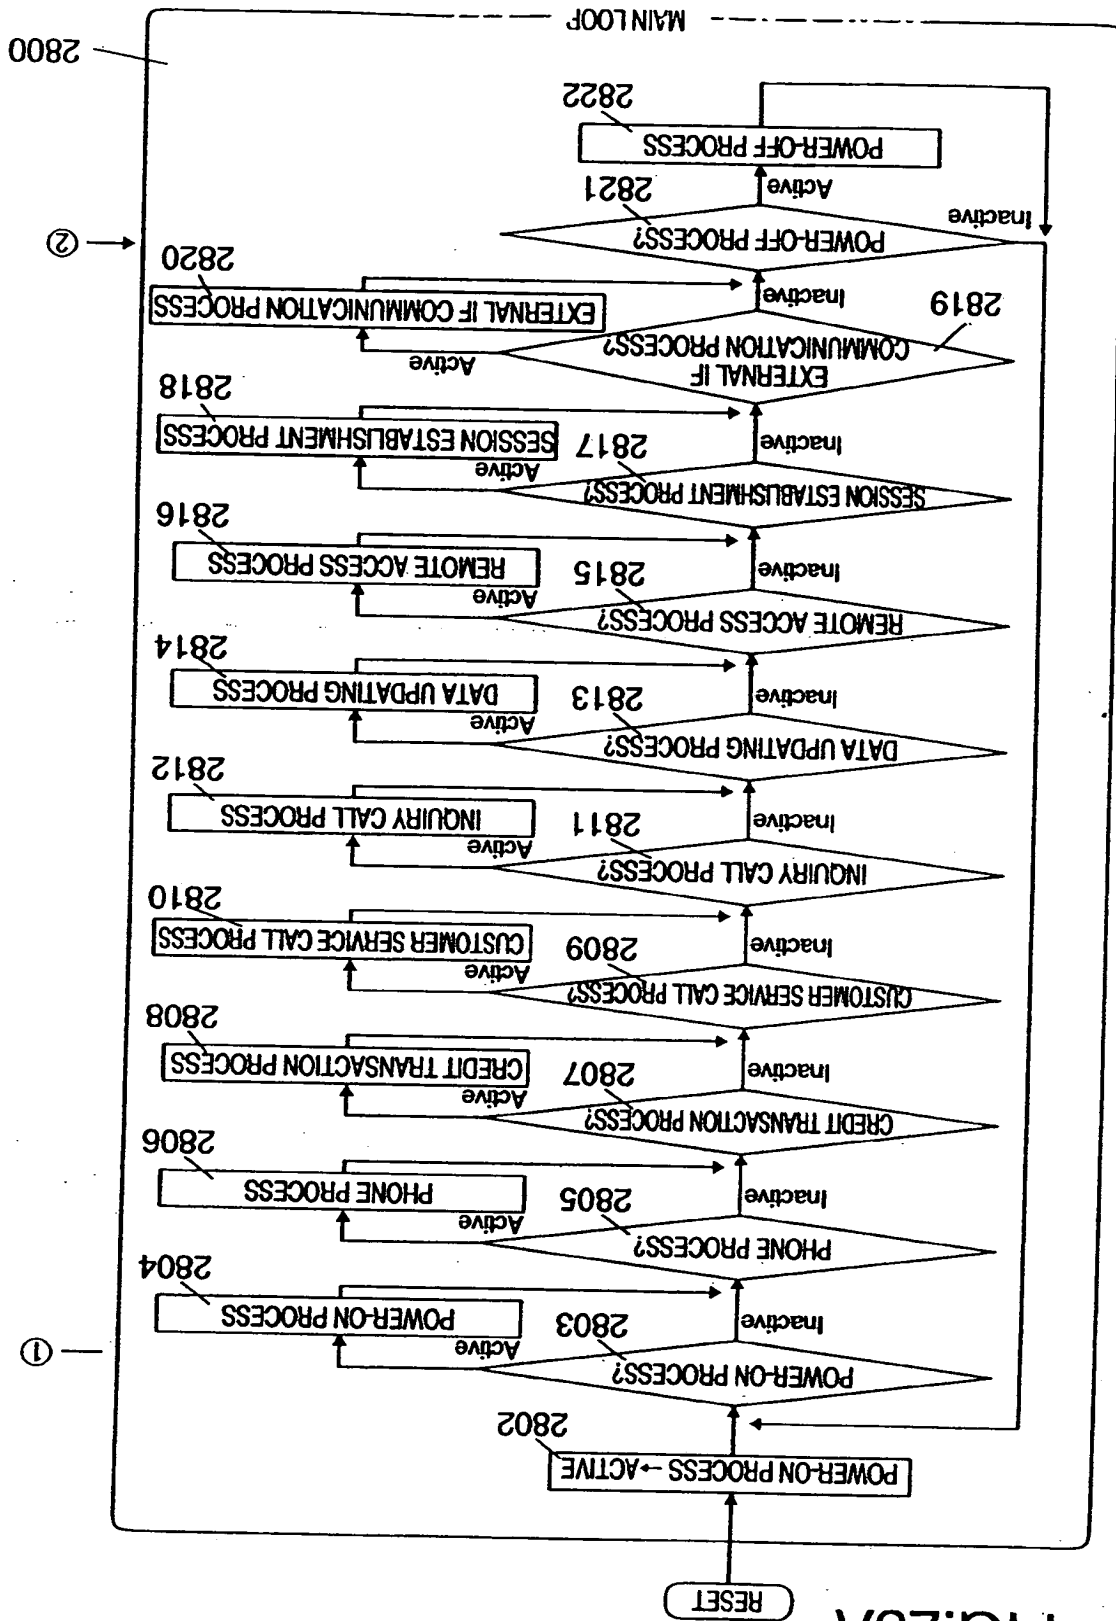 FIG.28A
RESET
POWER-ON PROCESS ←ACTIVE
2802
POWER-ON PROCESS?
2803
Active
①
POWER-ON PROCESS
2804
Inactive
PHONE PROCESS?
2805
Active
PHONE PROCESS
2806
Inactive
CREDIT TRANSACTION PROCESS?
2807
Active
CREDIT TRANSACTION PROCESS
2808
Inactive
CUSTOMER SERVICE CALL PROCESS?
2809
Active
CUSTOMER SERVICE CALL PROCESS
2810
Inactive
INQUIRY CALL PROCESS?
2811
Active
INQUIRY CALL PROCESS
2812
Inactive
DATA UPDATING PROCESS?
2813
Active
DATA UPDATING PROCESS
2814
Inactive
REMOTE ACCESS PROCESS?
2815
Active
REMOTE ACCESS PROCESS
2816
Inactive
SESSION ESTABLISHMENT PROCESS?
2817
Active
SESSION ESTABLISHMENT PROCESS
2818
Inactive
EXTERNAL IF
COMMUNICATION PROCESS?
2819
Active
EXTERNAL IF COMMUNICATION PROCESS
2820
Inactive
②
POWER-OFF PROCESS?
2821
Inactive
Active
POWER-OFF PROCESS
2822
2800
MAIN LOOP